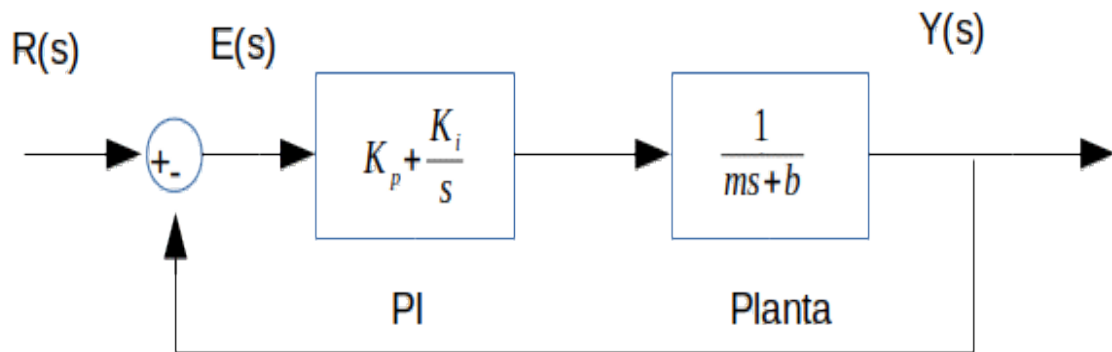 R(s)
E(s)
Y(s)
+
-
K_p + K_i/s
1/(ms+b)
PI
Planta